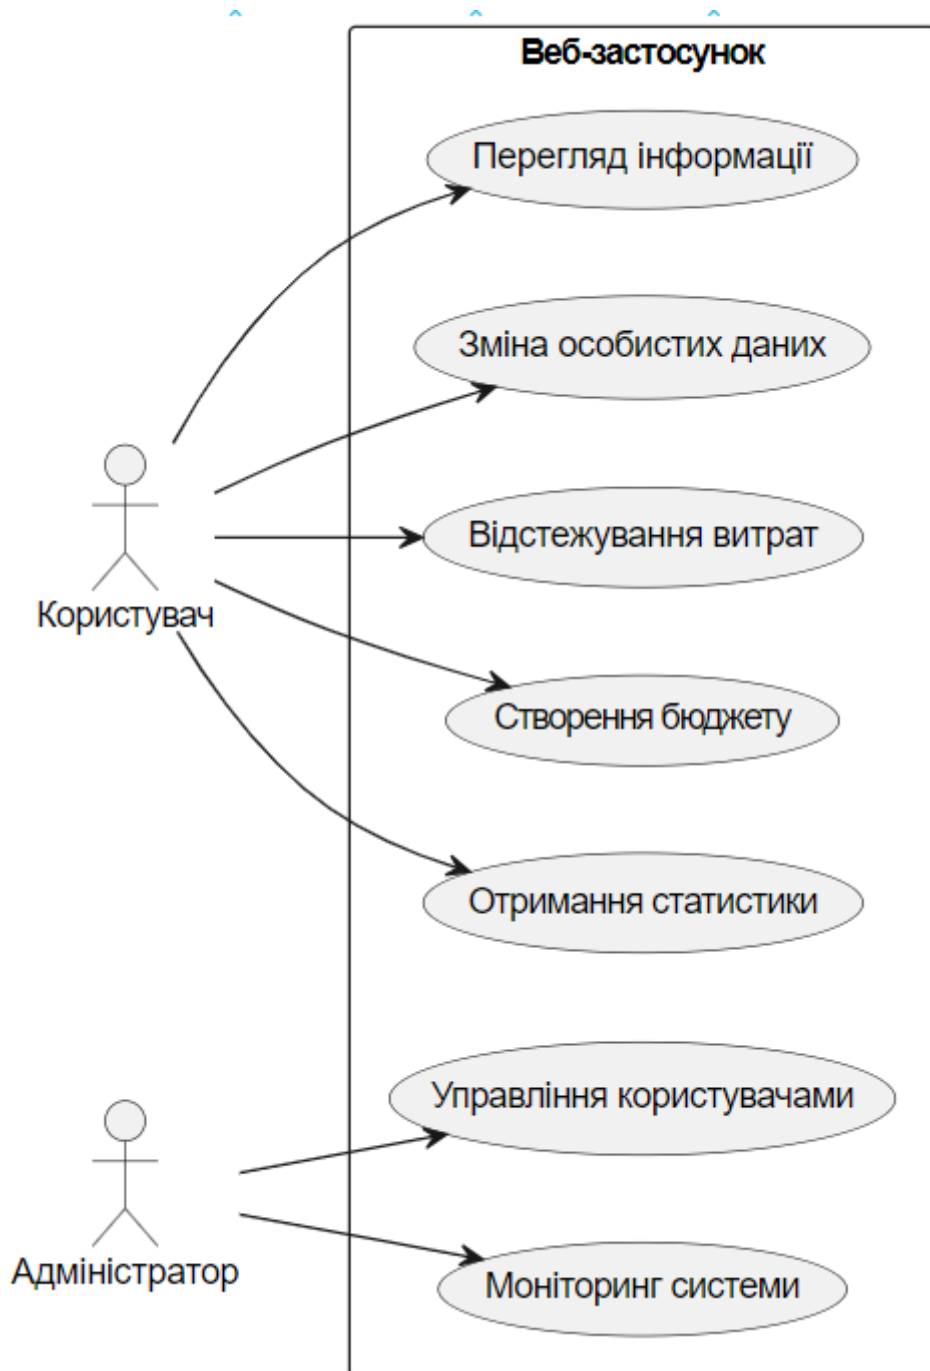 Веб-застосунок
Перегляд інформації
Зміна особистих даних
Відстежування витрат
Користувач
Створення бюджету
Отримання статистики
Управління користувачами
Адміністратор
Моніторинг системи